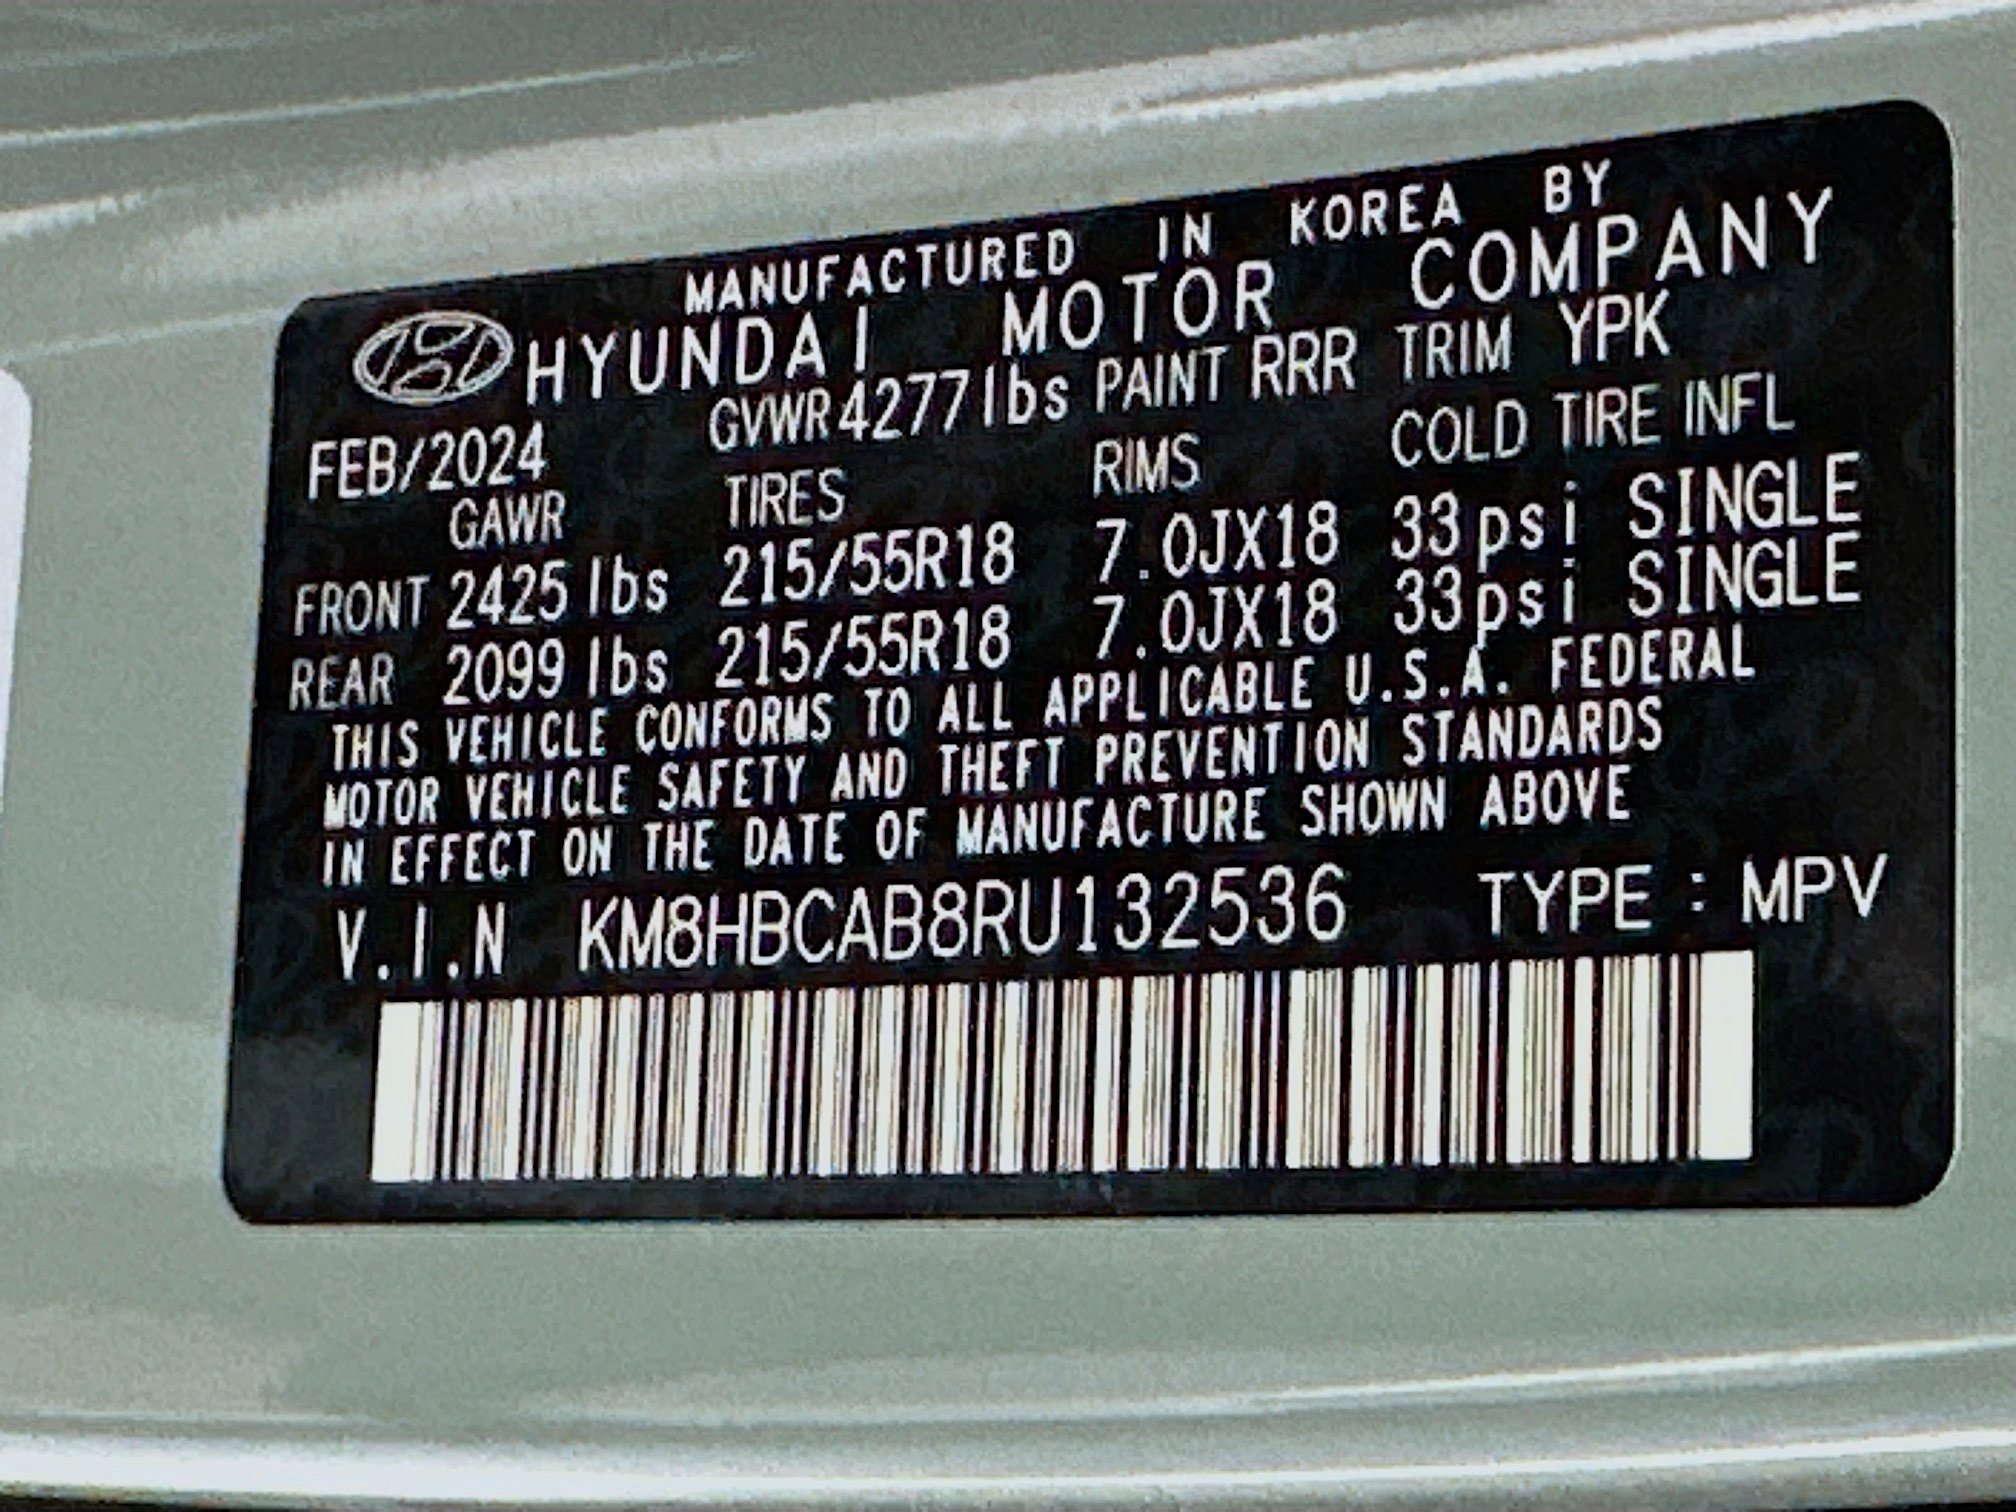 MANUFACTURED IN KOREA BY
HYUNDAI MOTOR COMPANY
FEB/2024 GVWR 4277 lbs PAINT RRR TRIM YPK
GAWR TIRES RIMS COLD TIRE INFL
FRONT 2425 lbs 215/55R18 7.0JX18 33psi SINGLE
REAR 2099 lbs 215/55R18 7.0JX18 33psi SINGLE
THIS VEHICLE CONFORMS TO ALL APPLICABLE U.S.A. FEDERAL
MOTOR VEHICLE SAFETY AND THEFT PREVENTION STANDARDS
IN EFFECT ON THE DATE OF MANUFACTURE SHOWN ABOVE
V.I.N KM8HBCAB8RU132536 TYPE : MPV